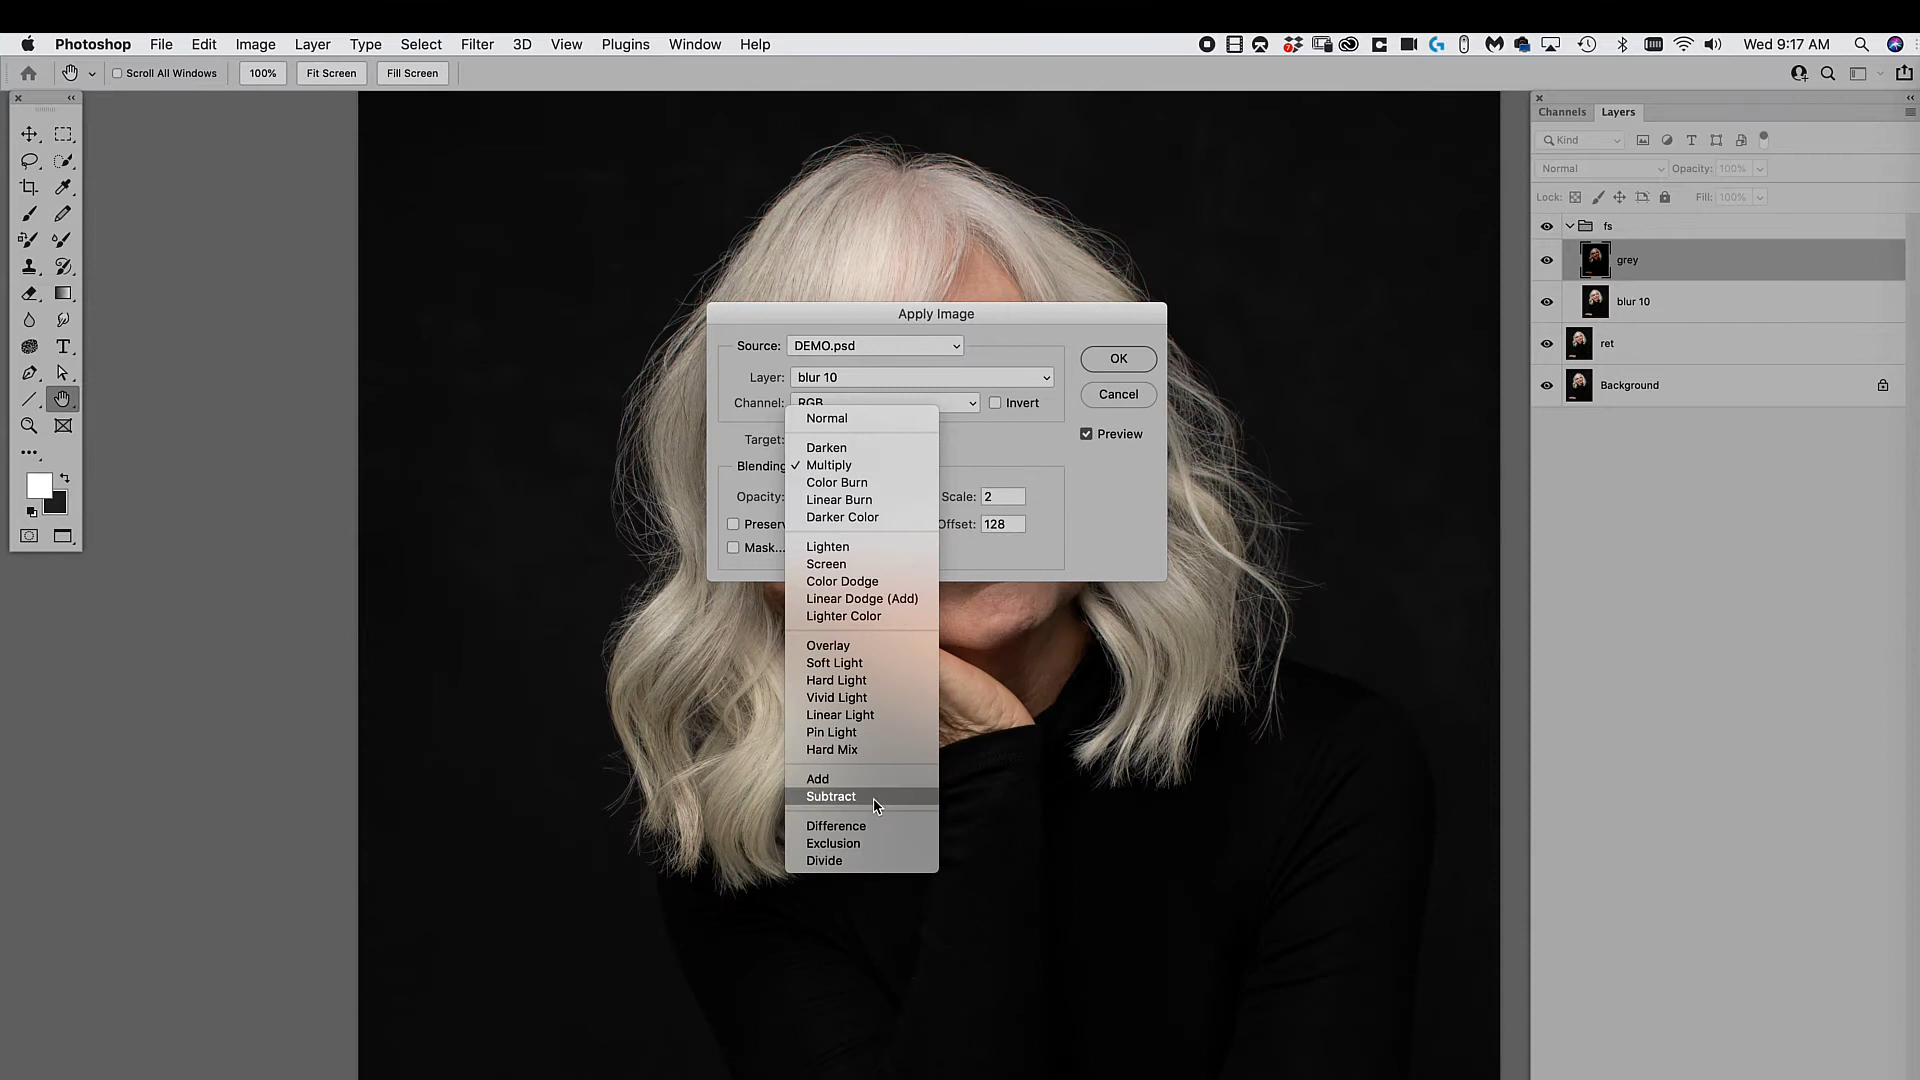 Photoshop File Edit Image Layer Type Select Filter 3D View Plugins Window Help Wed 9:17 AM
Scroll All Windows 100% Fit Screen Fill Screen
Channels Layers
Kind
Normal Opacity: 100%
Lock: Fill: 100%
fs
grey
blur 10
ret
Background
Apply Image
Source: DEMO.psd
OK
Layer: blur 10
Cancel
Channel: RGB Invert
Preview
Target:
Blending
Opacity: Scale: 2
Preserv Offset: 128
Mask...
Normal
Darken
Multiply
Color Burn
Linear Burn
Darker Color
Lighten
Screen
Color Dodge
Linear Dodge (Add)
Lighter Color
Overlay
Soft Light
Hard Light
Vivid Light
Linear Light
Pin Light
Hard Mix
Add
Subtract
Difference
Exclusion
Divide